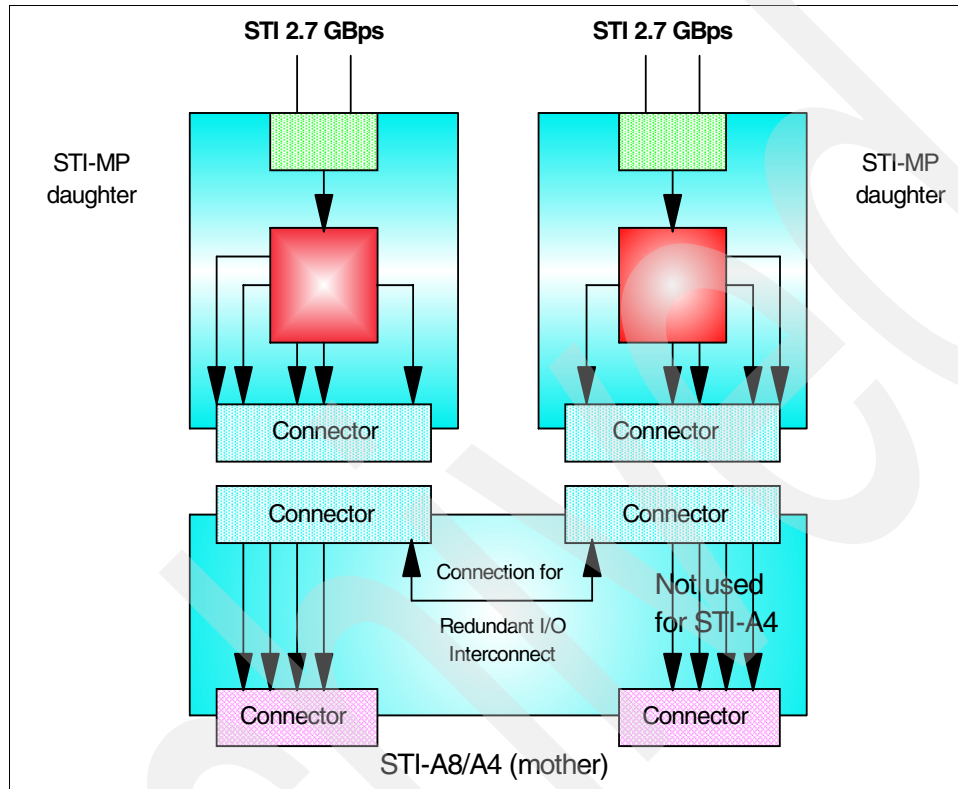 STI 2.7 GBps
STI 2.7 GBps
STI-MP
daughter
STI-MP
daughter
Connector
Connector
Connector
Connector
Connection for
Redundant I/O
Interconnect
Not used
for STI-A4
Connector
Connector
STI-A8/A4 (mother)